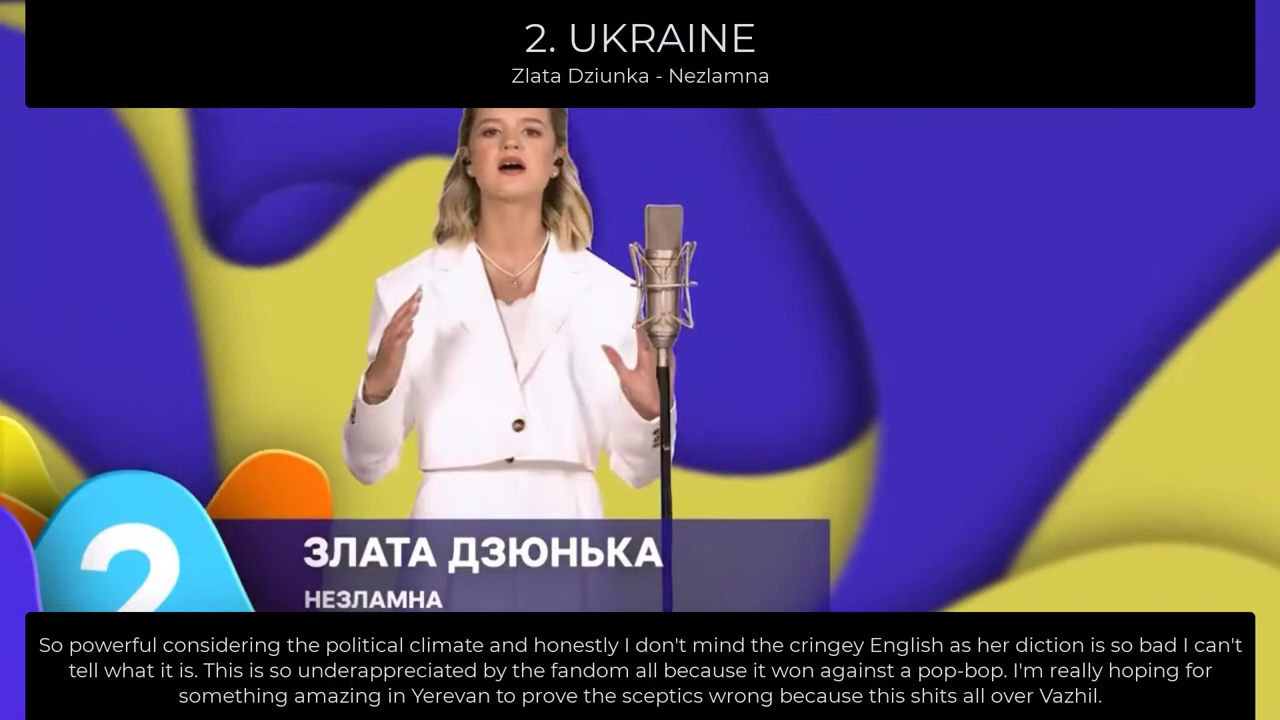 2. UKRAINE
Zlata Dziunka - Nezlamna
2
ЗЛАТА ДЗЮНЬКА
НЕЗЛАМНА
So powerful considering the political climate and honestly I don't mind the cringey English as her diction is so bad I can't
tell what it is. This is so underappreciated by the fandom all because it won against a pop-bop. I'm really hoping for
something amazing in Yerevan to prove the sceptics wrong because this shits all over Vazhil.